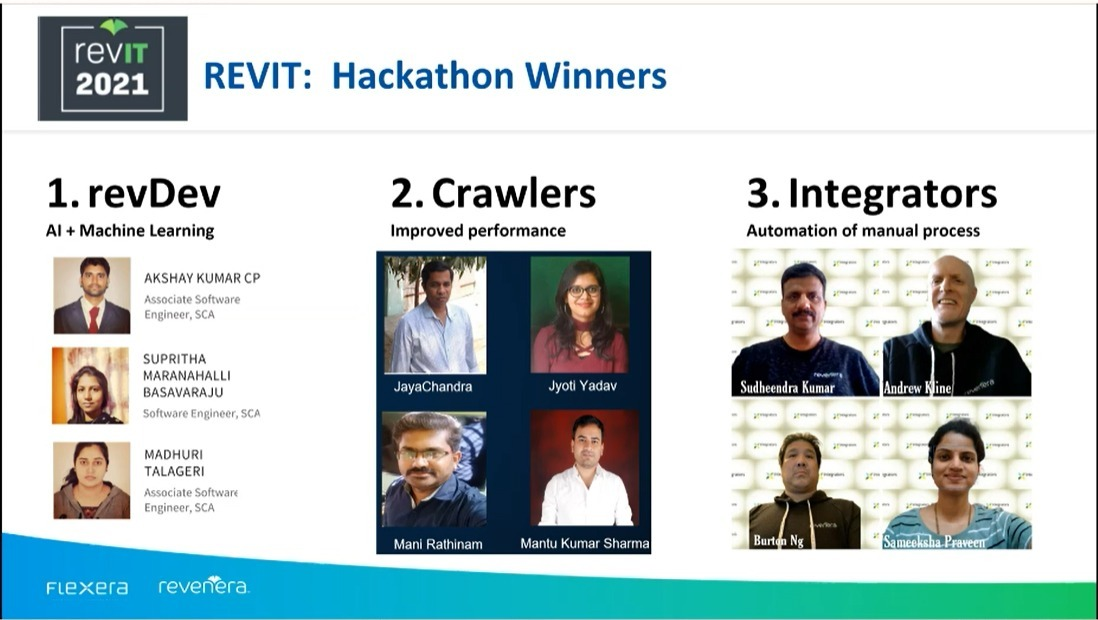 revIT
2021
REVIT: Hackathon Winners
1. revDev
AI + Machine Learning
AKSHAY KUMAR CP
Associate Software
Engineer, SCA
SUPRITHA
MARANAHALLI
BASAVARAJU
Software Engineer, SCA
MADHURI
TALAGERI
Associate Software
Engineer, SCA
2. Crawlers
Improved performance
JayaChandra
Jyoti Yadav
Mani Rathinam
Mantu Kumar Sharma
3. Integrators
Automation of manual process
Sudheendra Kumar
Andrew Kline
Burton Ng
Sameeksha Praveen
FLEXERA
revenera.